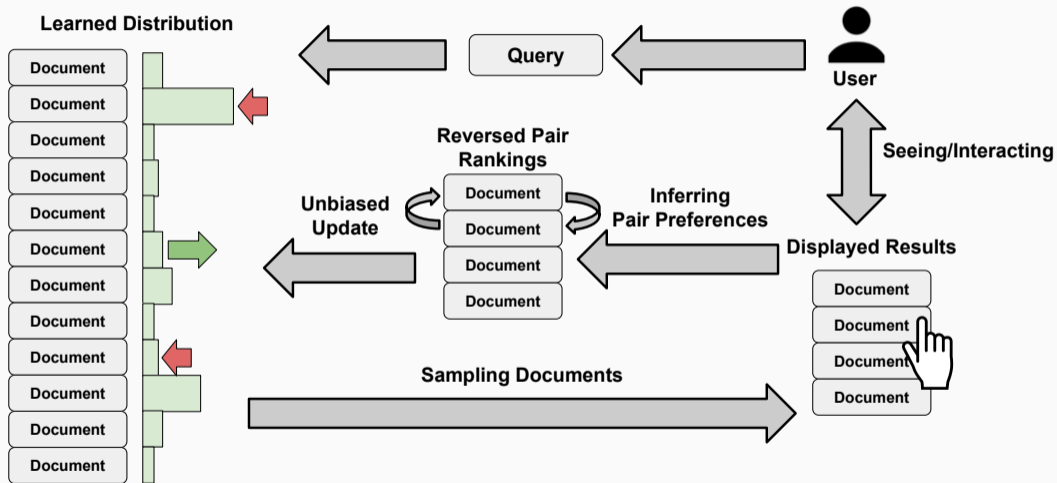 Learned Distribution
Document
Document
Document
Document
Document
Document
Document
Document
Document
Document
Document
Document
Query
User
Seeing/Interacting
Reversed Pair
Rankings
Document
Document
Document
Document
Unbiased
Update
Inferring
Pair Preferences
Displayed Results
Document
Document
Document
Document
Sampling Documents